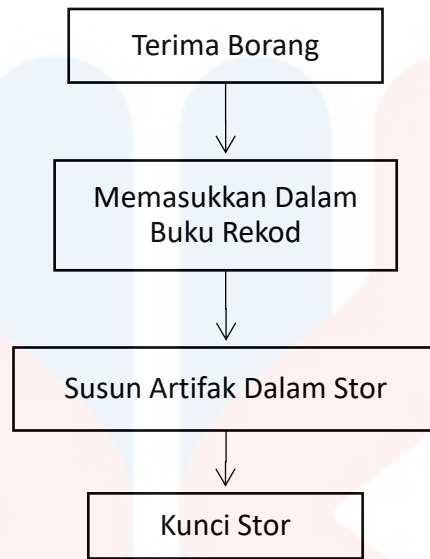 Terima Borang
Memasukkan Dalam
Buku Rekod
Susun Artifak Dalam Stor
Kunci Stor